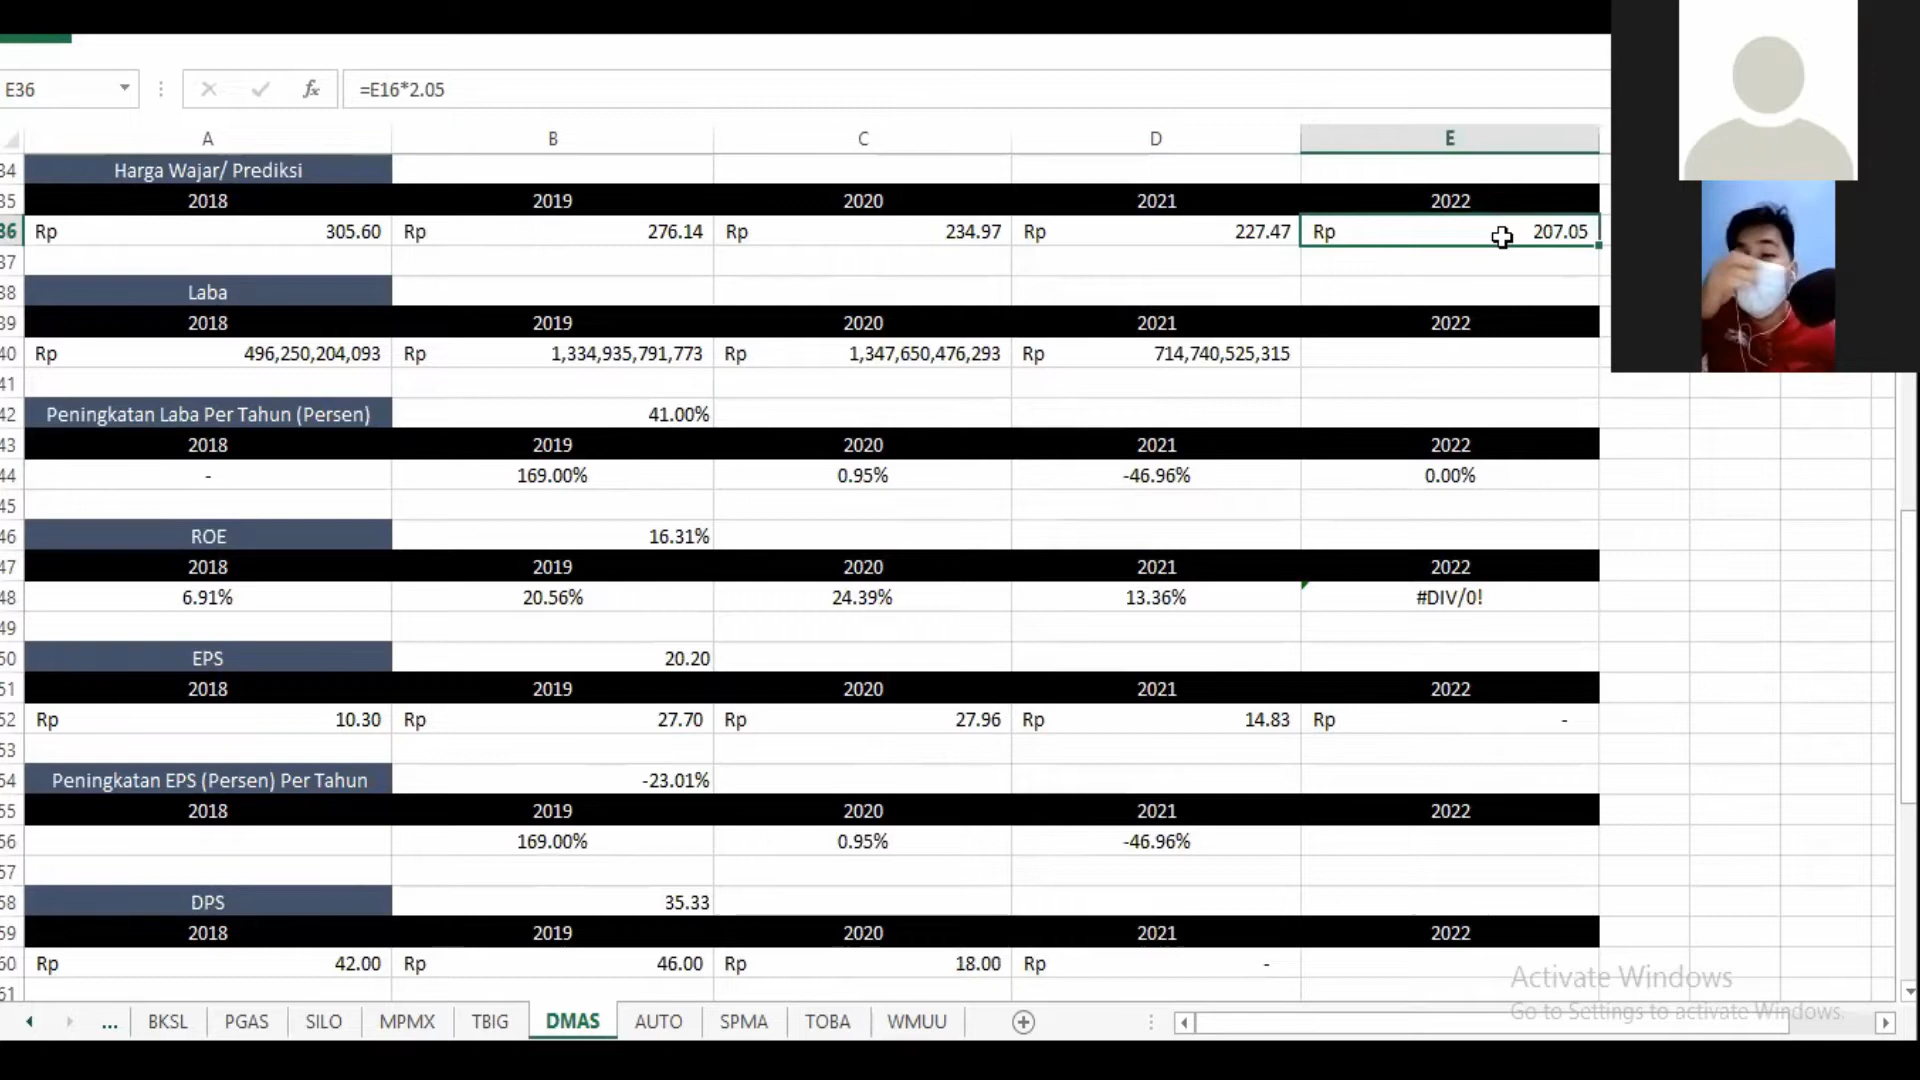 E36 fx =E16*2.05
A B C D E
34 Harga Wajar/ Prediksi
35 2018 2019 2020 2021 2022
36 Rp 305.60 Rp 276.14 Rp 234.97 Rp 227.47 Rp 207.05
37
38 Laba
39 2018 2019 2020 2021 2022
40 Rp 496,250,204,093 Rp 1,334,935,791,773 Rp 1,347,650,476,293 Rp 714,740,525,315
41
42 Peningkatan Laba Per Tahun (Persen) 41.00%
43 2018 2019 2020 2021 2022
44 - 169.00% 0.95% -46.96% 0.00%
45
46 ROE 16.31%
47 2018 2019 2020 2021 2022
48 6.91% 20.56% 24.39% 13.36% #DIV/0!
49
50 EPS 20.20
51 2018 2019 2020 2021 2022
52 Rp 10.30 Rp 27.70 Rp 27.96 Rp 14.83 Rp -
53
54 Peningkatan EPS (Persen) Per Tahun -23.01%
55 2018 2019 2020 2021 2022
56 169.00% 0.95% -46.96%
57
58 DPS 35.33
59 2018 2019 2020 2021 2022
60 Rp 42.00 Rp 46.00 Rp 18.00 Rp -
61
Activate Windows
Go to Settings to activate Windows.
... BKSL PGAS SILO MPMX TBIG DMAS AUTO SPMA TOBA WMUU